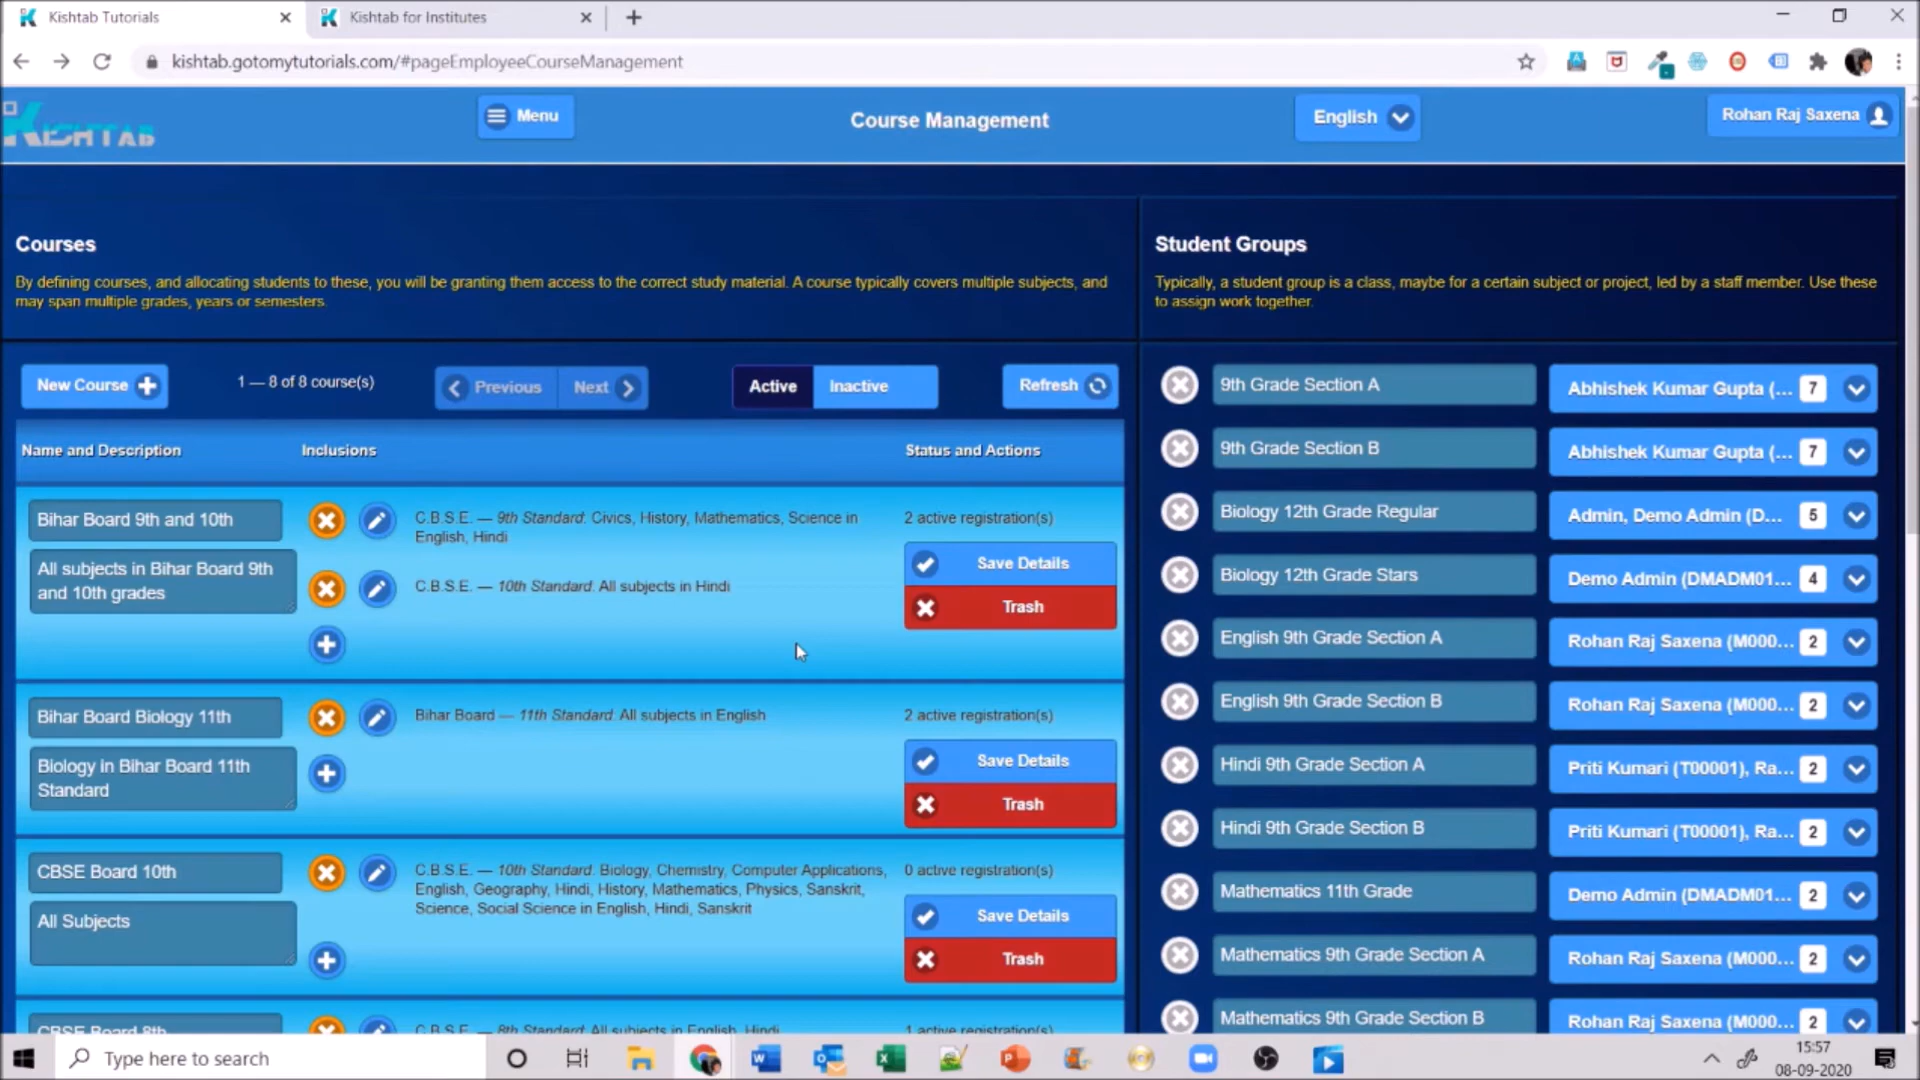 Kishtab Tutorials
Kishtab for Institutes
kishtab.gotomytutorials.com/#pageEmployeeCourseManagement
KISHTAB
Menu
Course Management
English
Rohan Raj Saxena
Courses
By defining courses, and allocating students to these, you will be granting them access to the correct study material. A course typically covers multiple subjects, and
may span multiple grades, years or semesters.
Student Groups
Typically, a student group is a class, maybe for a certain subject or project, led by a staff member. Use these
to assign work together.
New Course
1 — 8 of 8 course(s)
Previous
Next
Active
Inactive
Refresh
Name and Description
Inclusions
Status and Actions
Bihar Board 9th and 10th
All subjects in Bihar Board 9th
and 10th grades
C.B.S.E. — 9th Standard: Civics, History, Mathematics, Science in
English, Hindi
C.B.S.E. — 10th Standard: All subjects in Hindi
2 active registration(s)
Save Details
Trash
Bihar Board Biology 11th
Biology in Bihar Board 11th
Standard
Bihar Board — 11th Standard: All subjects in English
2 active registration(s)
Save Details
Trash
CBSE Board 10th
All Subjects
C.B.S.E. — 10th Standard: Biology, Chemistry, Computer Applications,
English, Geography, Hindi, History, Mathematics, Physics, Sanskrit,
Science, Social Science in English, Hindi, Sanskrit
0 active registration(s)
Save Details
Trash
CBSE Board 8th
C.B.S.E. — 8th Standard: All subjects in English, Hindi
1 active registration(s)
9th Grade Section A
Abhishek Kumar Gupta (... 7
9th Grade Section B
Abhishek Kumar Gupta (... 7
Biology 12th Grade Regular
Admin, Demo Admin (D... 5
Biology 12th Grade Stars
Demo Admin (DMADM01... 4
English 9th Grade Section A
Rohan Raj Saxena (M000... 2
English 9th Grade Section B
Rohan Raj Saxena (M000... 2
Hindi 9th Grade Section A
Priti Kumari (T00001), Ra... 2
Hindi 9th Grade Section B
Priti Kumari (T00001), Ra... 2
Mathematics 11th Grade
Demo Admin (DMADM01... 2
Mathematics 9th Grade Section A
Rohan Raj Saxena (M000... 2
Mathematics 9th Grade Section B
Rohan Raj Saxena (M000... 2
Type here to search
15:57
08-09-2020